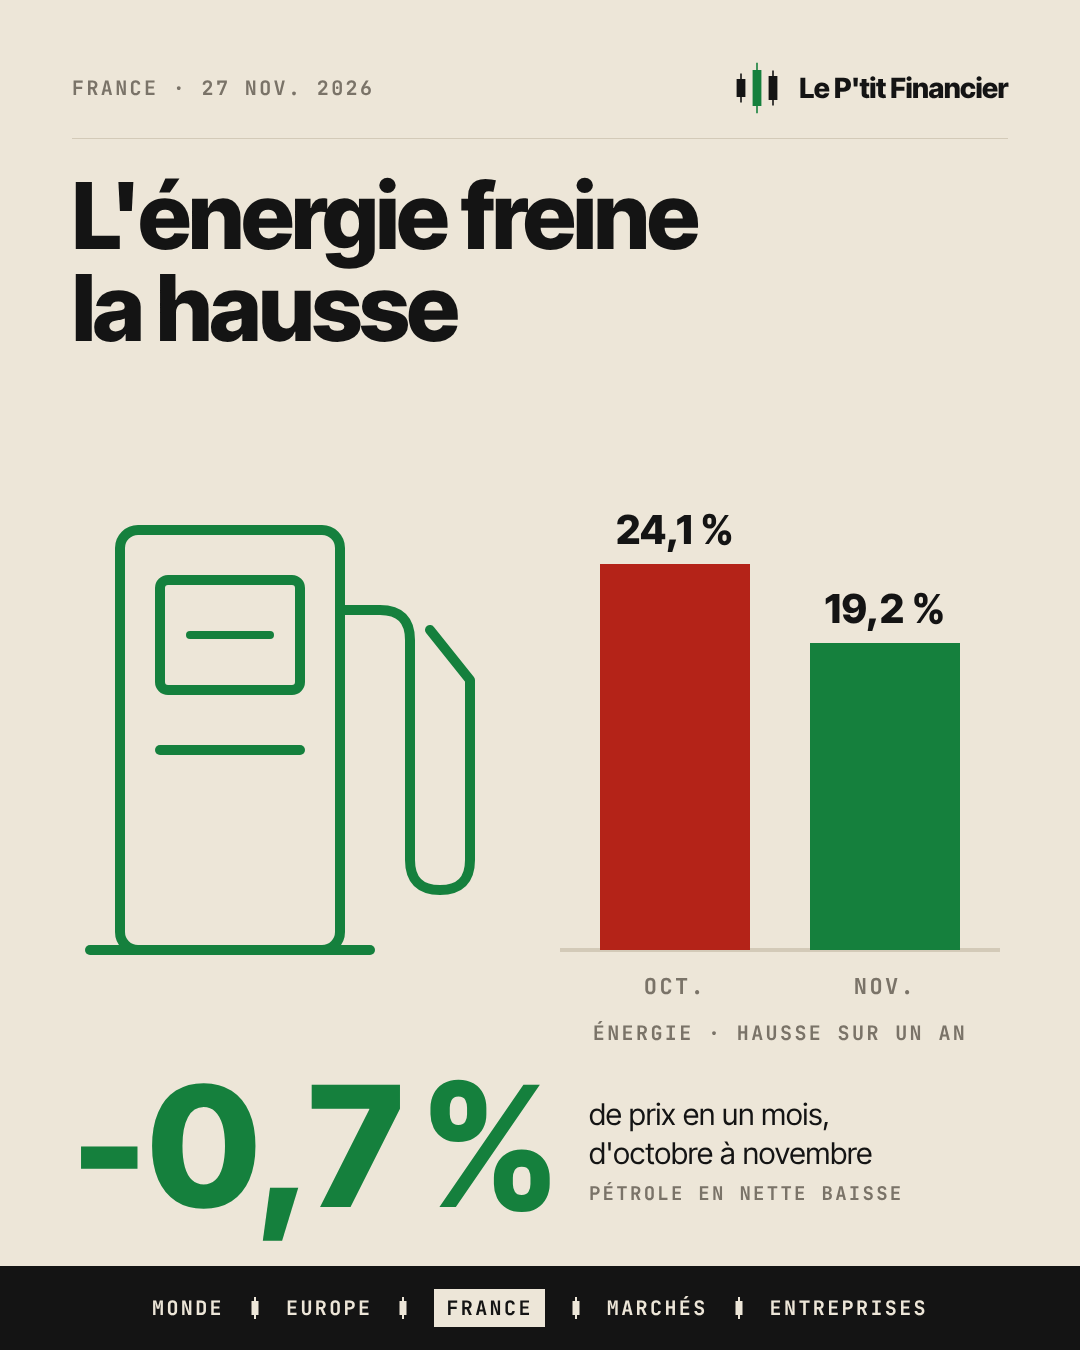 FRANCE · 27 NOV. 2026
Le P'tit Financier
L'énergie freine
la hausse
24,1 %
19,2 %
OCT.
NOV.
ÉNERGIE · HAUSSE SUR UN AN
-0,7 %
de prix en un mois,
d'octobre à novembre
PÉTROLE EN NETTE BAISSE
MONDE EUROPE FRANCE MARCHÉS ENTREPRISES